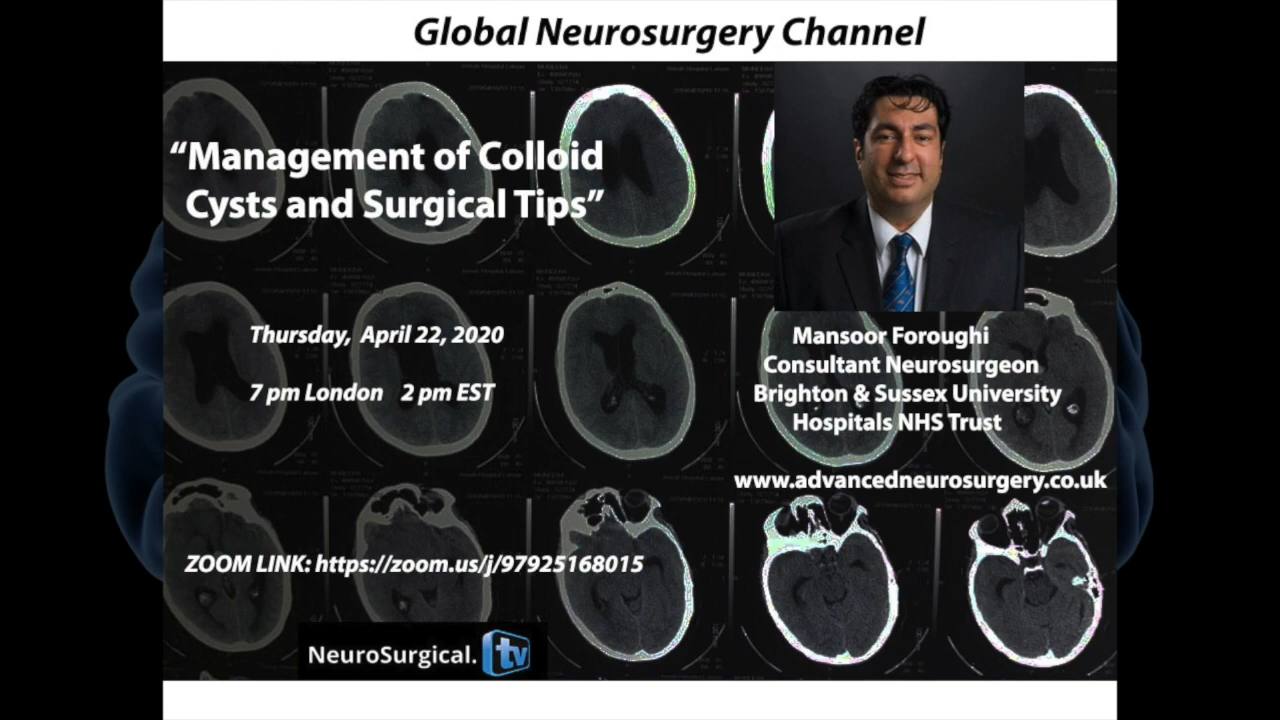 Global Neurosurgery Channel
“Management of Colloid
Cysts and Surgical Tips”
Thursday, April 22, 2020
7 pm London 2 pm EST
Mansoor Foroughi
Consultant Neurosurgeon
Brighton & Sussex University
Hospitals NHS Trust
www.advancedneurosurgery.co.uk
ZOOM LINK: https://zoom.us/j/97925168015
NeuroSurgical. tv